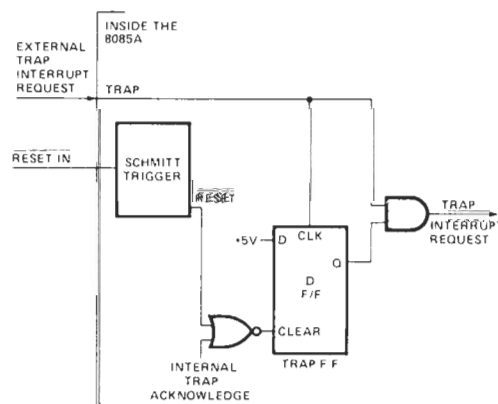 INSIDE THE
8085A
EXTERNAL
TRAP
INTERRUPT
REQUEST
TRAP
RESET IN
SCHMITT
TRIGGER
RESET
+5V
D
CLK
Q
D
F/F
CLEAR
TRAP F F
INTERNAL
TRAP
ACKNOWLEDGE
TRAP
INTERRUPT
REQUEST